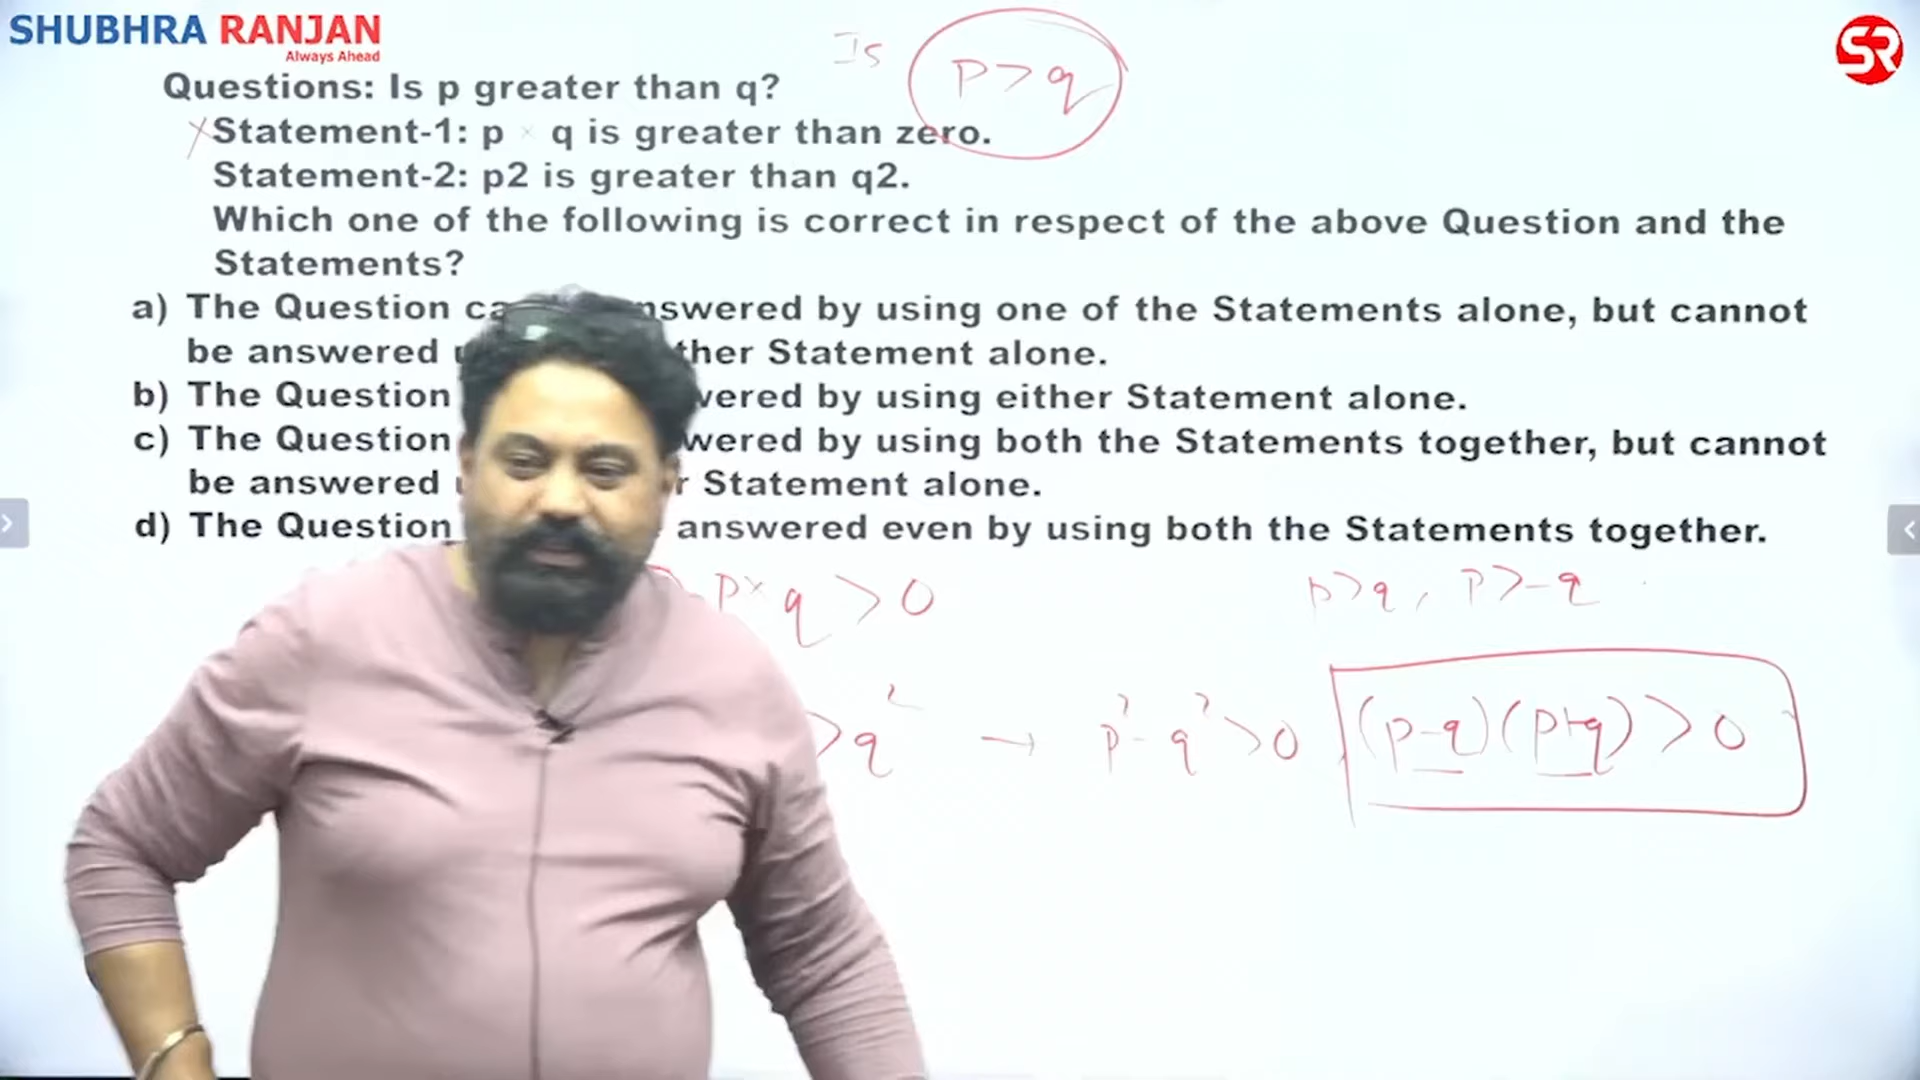 SHUBHRA RANJAN
Always Ahead
SR
Is p > q
Questions: Is p greater than q?
Statement-1: p × q is greater than zero.
Statement-2: p2 is greater than q2.
Which one of the following is correct in respect of the above Question and the
Statements?
a) The Question nswered by using one of the Statements alone, but cannot
be answered ther Statement alone.
b) The Question wered by using either Statement alone.
c) The Question wered by using both the Statements together, but cannot
be answered r Statement alone.
d) The Question answered even by using both the Statements together.
p × q > 0
p > q, p > -q
> q² → p² - q² > 0 (p-q)(p+q) > 0